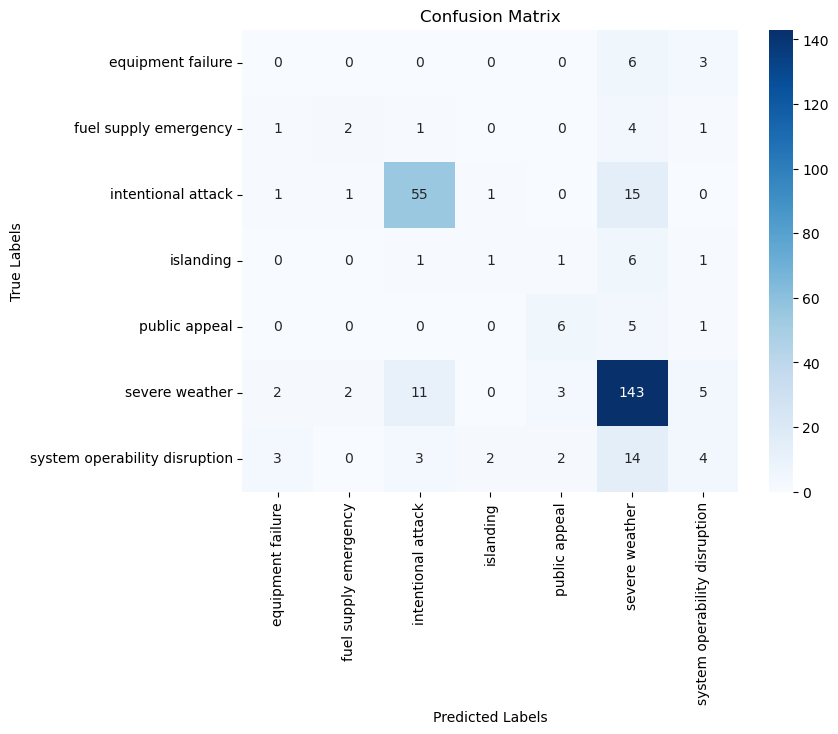 Confusion Matrix
True Labels
equipment failure 0 0 0 0 0 6 3
fuel supply emergency 1 2 1 0 0 4 1
intentional attack 1 1 55 1 0 15 0
islanding 0 0 1 1 1 6 1
public appeal 0 0 0 0 6 5 1
severe weather 2 2 11 0 3 143 5
system operability disruption 3 0 3 2 2 14 4
equipment failure
fuel supply emergency
intentional attack
islanding
public appeal
severe weather
system operability disruption
Predicted Labels
140
120
100
80
60
40
20
0